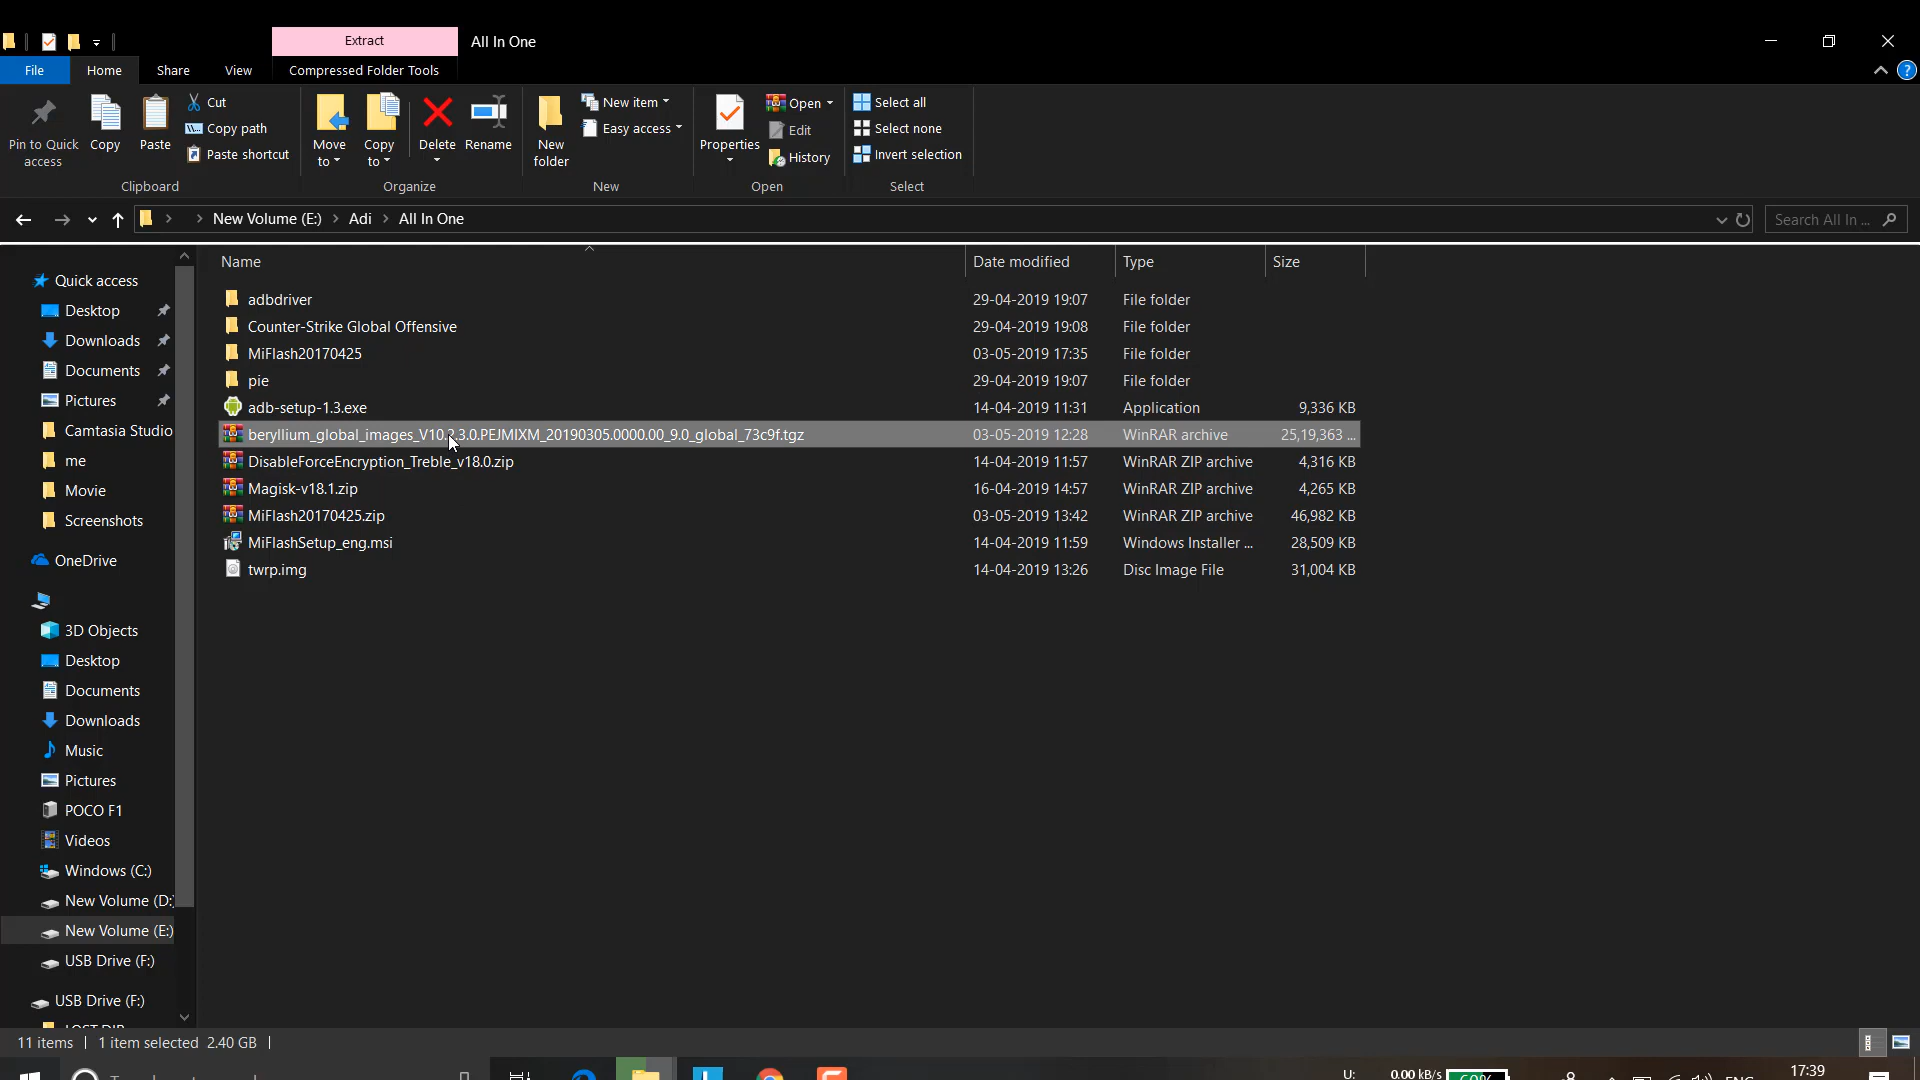 Extract
All In One
File
Home
Share
View
Compressed Folder Tools
Pin to Quick access
Copy
Paste
Cut
Copy path
Paste shortcut
Clipboard
Move to
Copy to
Delete
Rename
Organize
New folder
New item
Easy access
New
Properties
Open
Edit
History
Open
Select all
Select none
Invert selection
Select
New Volume (E:) Adi All In One
Search All In ...
Name Date modified Type Size
Quick access
Desktop
Downloads
Documents
Pictures
Camtasia Studio
me
Movie
Screenshots
OneDrive
3D Objects
Desktop
Documents
Downloads
Music
Pictures
POCO F1
Videos
Windows (C:)
New Volume (D:)
New Volume (E:)
USB Drive (F:)
USB Drive (F:)
LOST.DIR
adbdriver 29-04-2019 19:07 File folder
Counter-Strike Global Offensive 29-04-2019 19:08 File folder
MiFlash20170425 03-05-2019 17:35 File folder
pie 29-04-2019 19:07 File folder
adb-setup-1.3.exe 14-04-2019 11:31 Application 9,336 KB
beryllium_global_images_V10.2.3.0.PEJMIXM_20190305.0000.00_9.0_global_73c9f.tgz 03-05-2019 12:28 WinRAR archive 25,19,363 ...
DisableForceEncryption_Treble_v18.0.zip 14-04-2019 11:57 WinRAR ZIP archive 4,316 KB
Magisk-v18.1.zip 16-04-2019 14:57 WinRAR ZIP archive 4,265 KB
MiFlash20170425.zip 03-05-2019 13:42 WinRAR ZIP archive 46,982 KB
MiFlashSetup_eng.msi 14-04-2019 11:59 Windows Installer ... 28,509 KB
twrp.img 14-04-2019 13:26 Disc Image File 31,004 KB
11 items 1 item selected 2.40 GB
U: 0.00 kB/s
60%
ENG
17:39